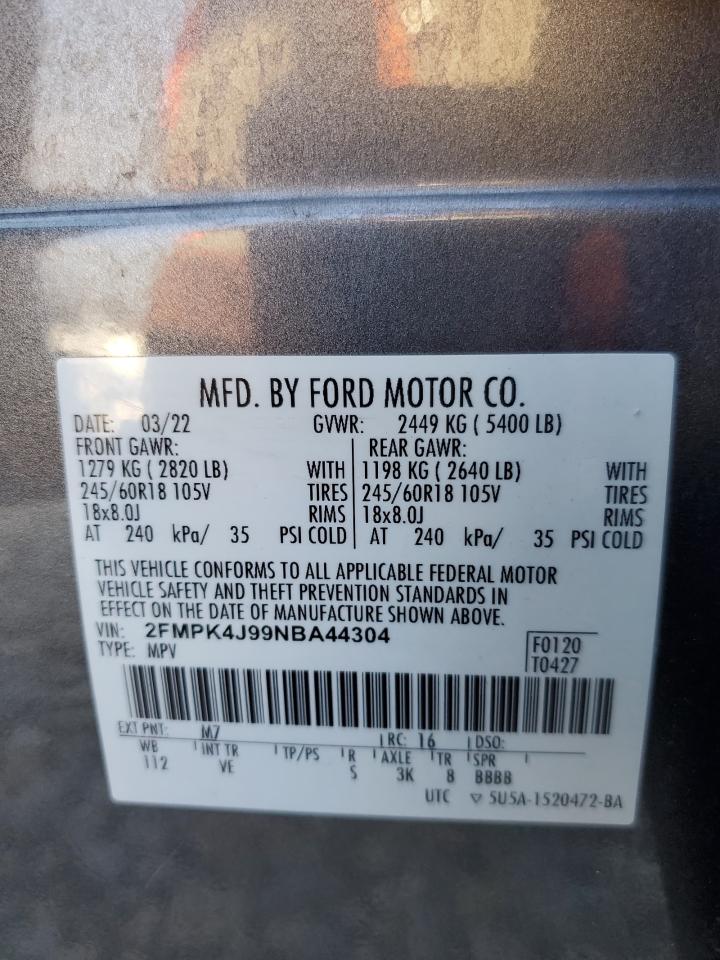 MFD. BY FORD MOTOR CO.
DATE: 03/22 GVWR: 2449 KG ( 5400 LB)
FRONT GAWR: REAR GAWR:
1279 KG ( 2820 LB) WITH 1198 KG ( 2640 LB) WITH
245/60R18 105V TIRES 245/60R18 105V TIRES
18x8.0J RIMS 18x8.0J RIMS
AT 240 kPa/ 35 PSI COLD AT 240 kPa/ 35 PSI COLD
THIS VEHICLE CONFORMS TO ALL APPLICABLE FEDERAL MOTOR
VEHICLE SAFETY AND THEFT PREVENTION STANDARDS IN
EFFECT ON THE DATE OF MANUFACTURE SHOWN ABOVE.
VIN: 2FMPK4J99NBA44304 F0120
TYPE: MPV T0427
EXT PNT: M7 RC: 16 DSO:
WB INT TR TP/PS R AXLE TR SPR
112 VE S 3K 8 BBBB
UTC ▽ 5U5A-1520472-BA